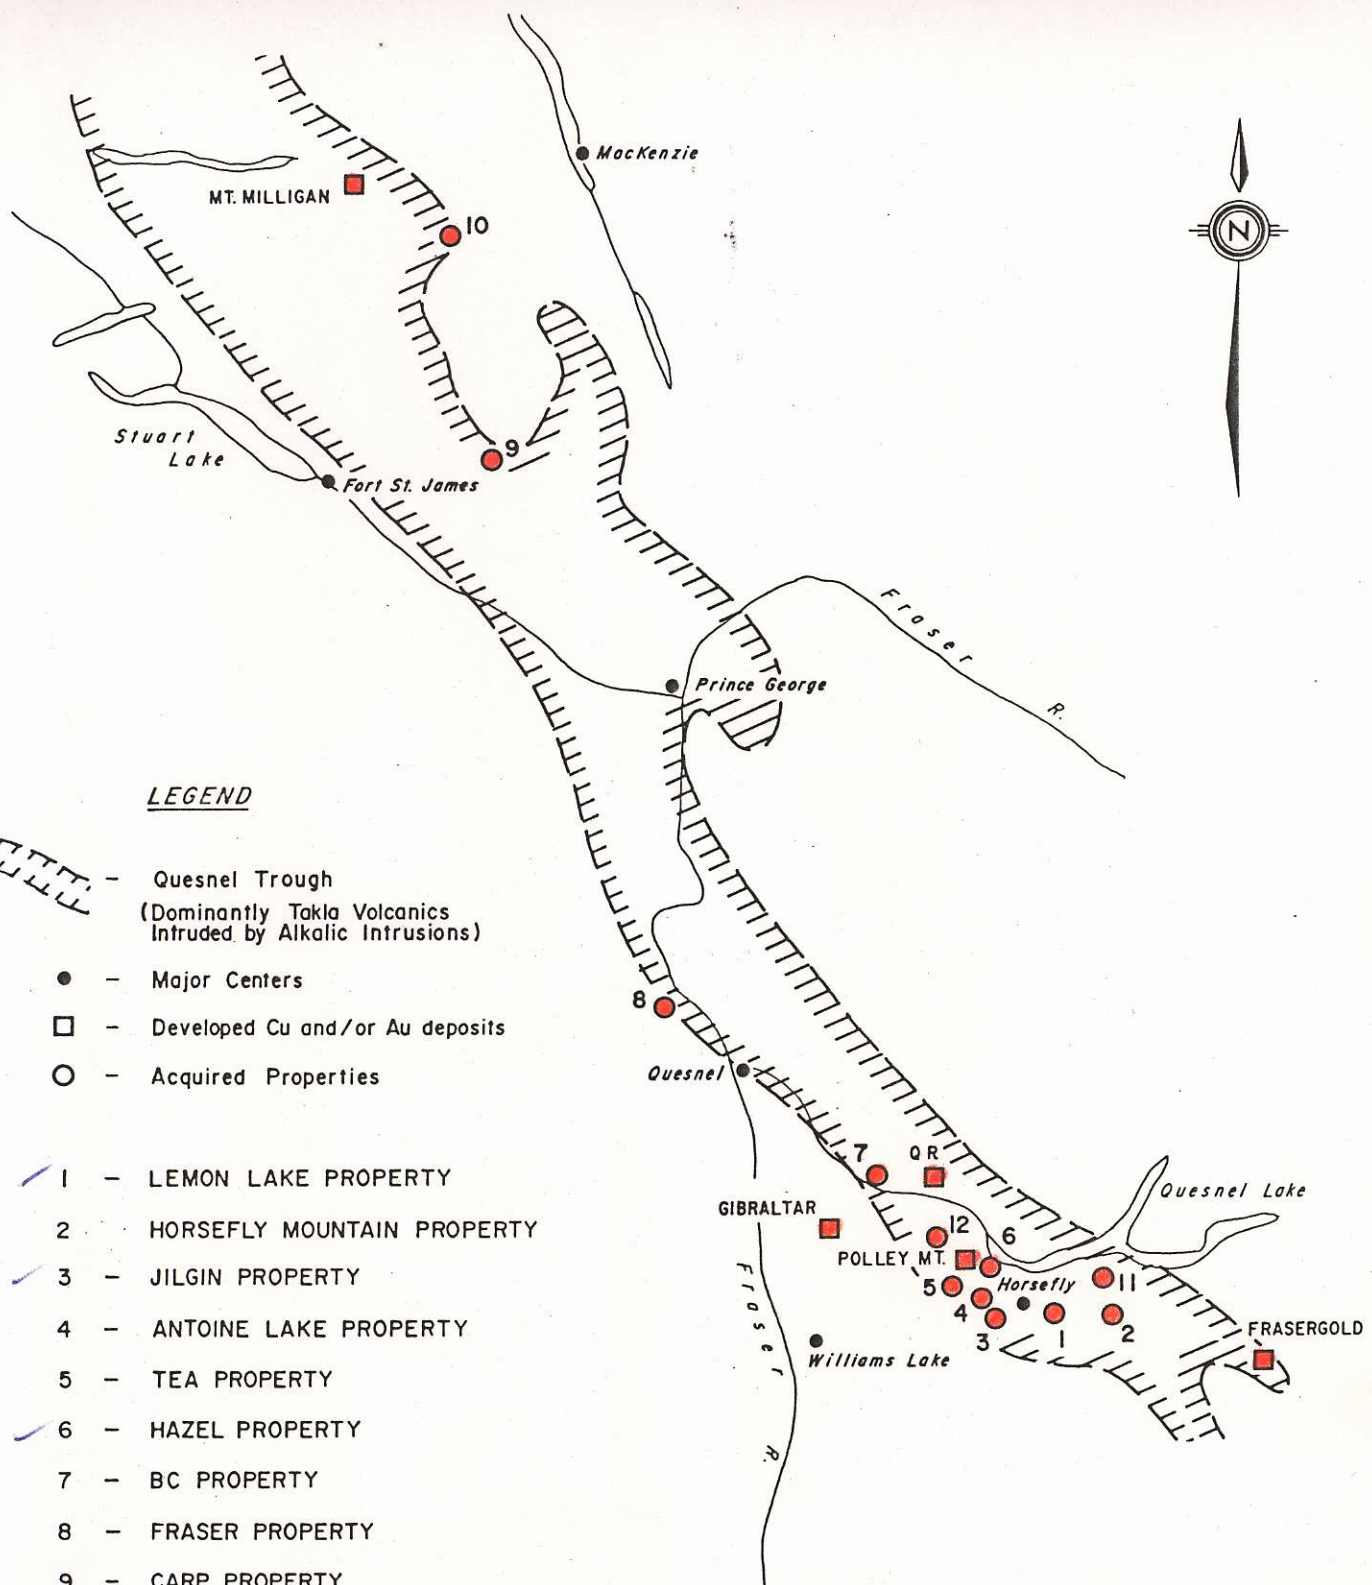 MacKenzie
MT. MILLIGAN
10
N
Stuart
Lake
9
Fort St. James
Fraser
R.
Prince George
LEGEND
– Quesnel Trough
(Dominantly Takla Volcanics
Intruded by Alkalic Intrusions)
– Major Centers
– Developed Cu and/or Au deposits
– Acquired Properties
8
Quesnel
7
QR
Quesnel Lake
GIBRALTAR
12
6
POLLEY MT.
5
Horsefly
11
4
3
1
2
FRASERGOLD
Williams Lake
Fraser
R.
1 – LEMON LAKE PROPERTY
2 – HORSEFLY MOUNTAIN PROPERTY
3 – JILGIN PROPERTY
4 – ANTOINE LAKE PROPERTY
5 – TEA PROPERTY
6 – HAZEL PROPERTY
7 – BC PROPERTY
8 – FRASER PROPERTY
9 – CARP PROPERTY